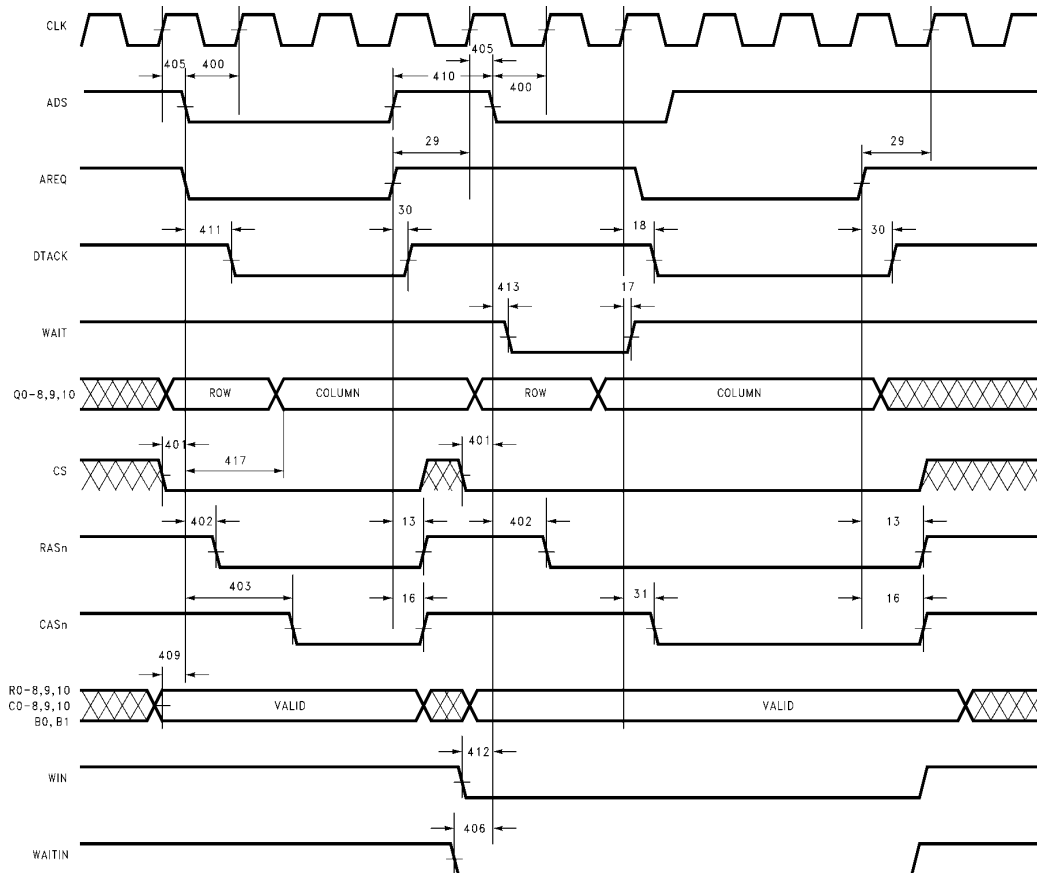 CLK
405
400
405
410
400
ADS
29
29
AREQ
411
30
18
30
DTACK
413
17
WAIT
Q0-8,9,10
ROW
COLUMN
ROW
COLUMN
401
401
417
CS
402
13
402
13
RASn
403
16
31
16
CASn
409
R0-8,9,10
C0-8,9,10
B0,B1
VALID
VALID
412
WIN
406
WAITIN